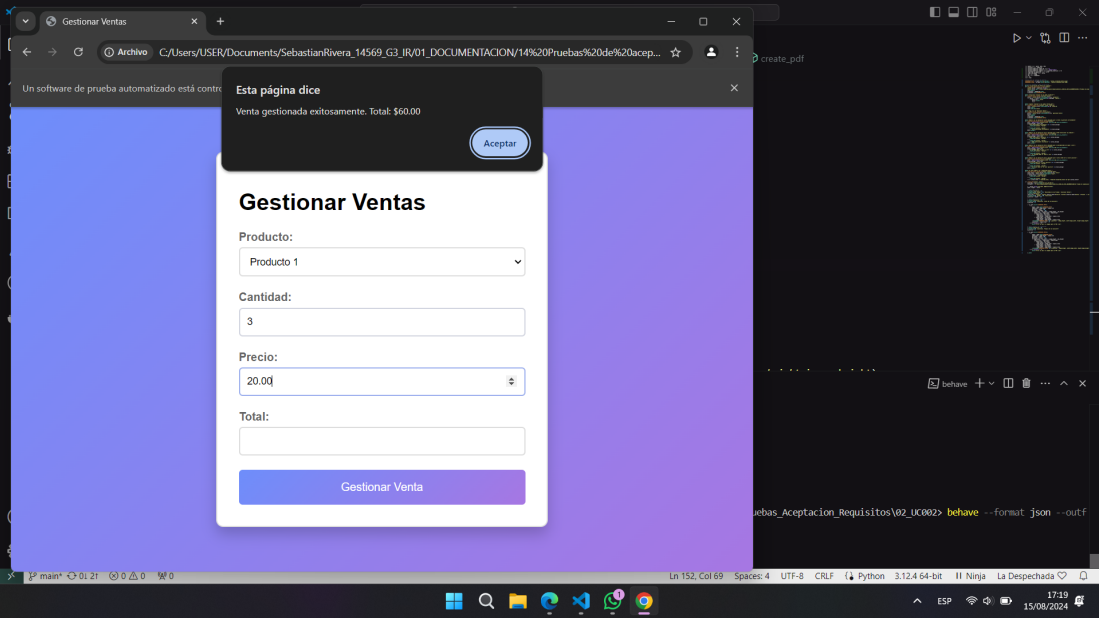 Gestionar Ventas
Archivo
C:/Users/USER/Documents/SebastianRivera_14569_G3_IR/01_DOCUMENTACION/14%20Pruebas%20de%20acep...
Un software de prueba automatizado está contro
Esta página dice
Venta gestionada exitosamente. Total: $60.00
Aceptar
Gestionar Ventas
Producto:
Producto 1
Cantidad:
3
Precio:
20.00
Total:
Gestionar Venta
create_pdf
behave
uebas_Aceptacion_Requisitos\02_UC002> behave --format json --outf
main* 0↓ 2↑ 0 0 0
Ln 152, Col 69 Spaces: 4 UTF-8 CRLF Python 3.12.4 64-bit Ninja La Despechada
1
ESP
17:19
15/08/2024